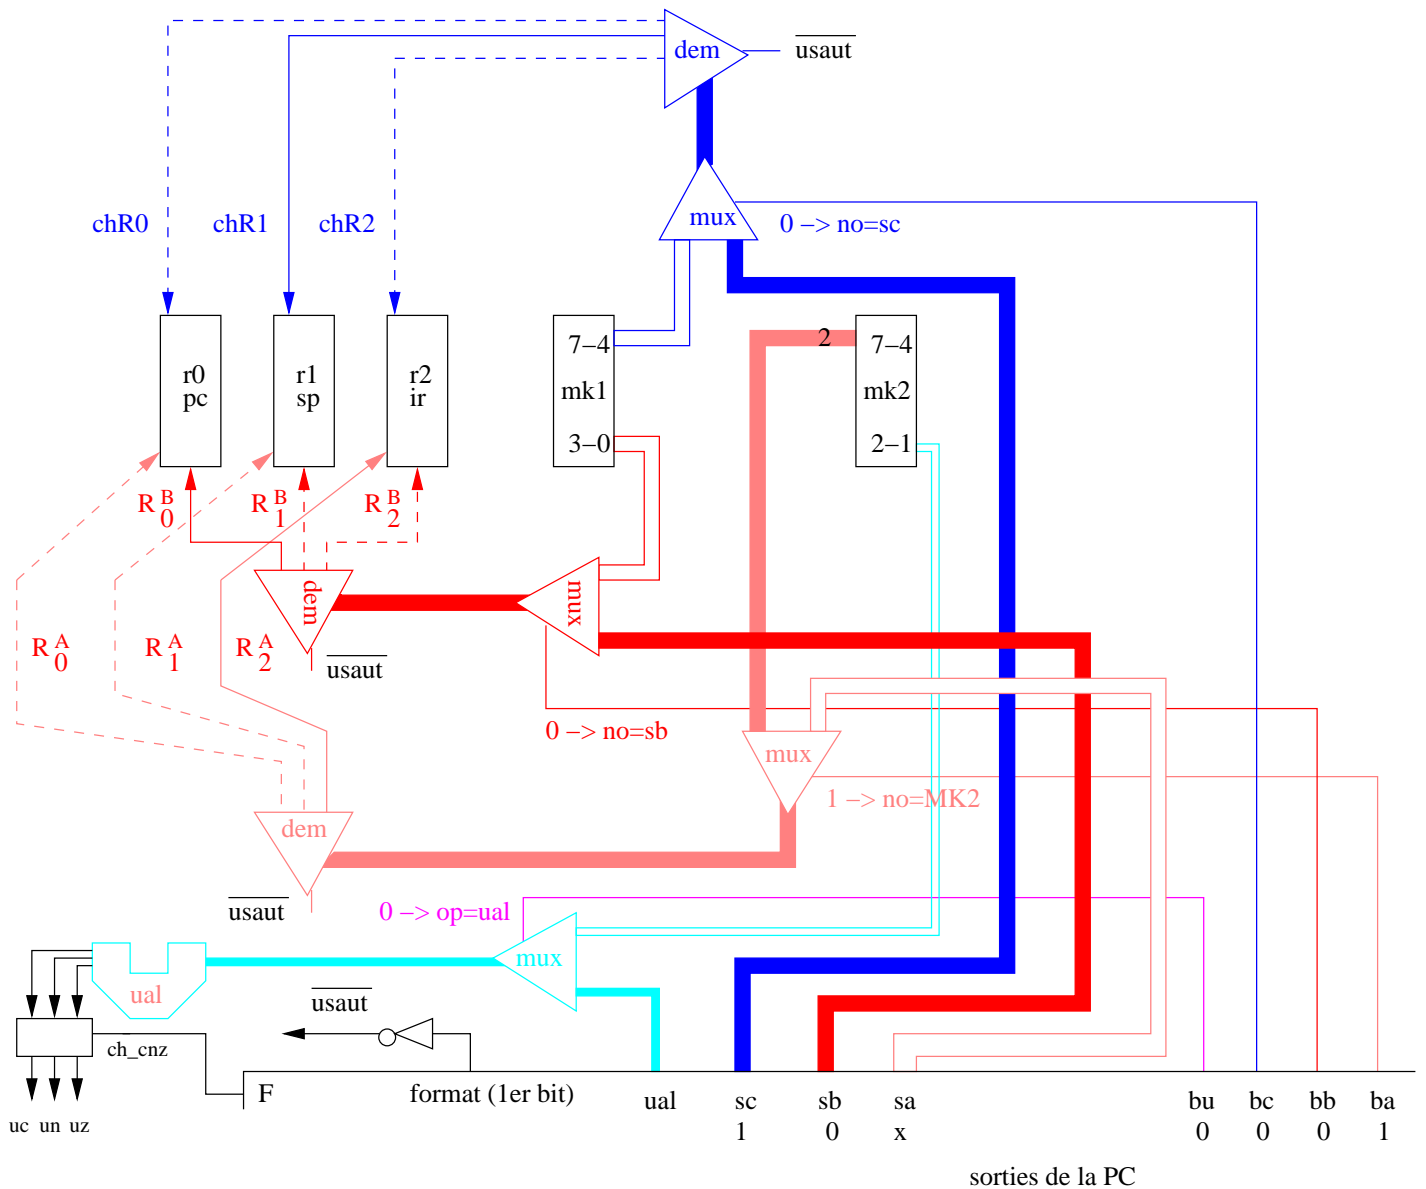 dem
usaut
mux
0 -> no=sc
chR0
chR1
chR2
r0
pc
r1
sp
r2
ir
7-4
mk1
3-0
2
7-4
mk2
2-1
R B 0
R B 1
R B 2
dem
mux
R A 0
R A 1
R A 2
usaut
0 -> no=sb
mux
1 -> no=MK2
dem
usaut
0 -> op=ual
mux
ual
usaut
ch_cnz
F
format (1er bit)
ual
sc
sb
sa
bu
bc
bb
ba
uc un uz
1
0
x
0
0
0
1
sorties de la PC